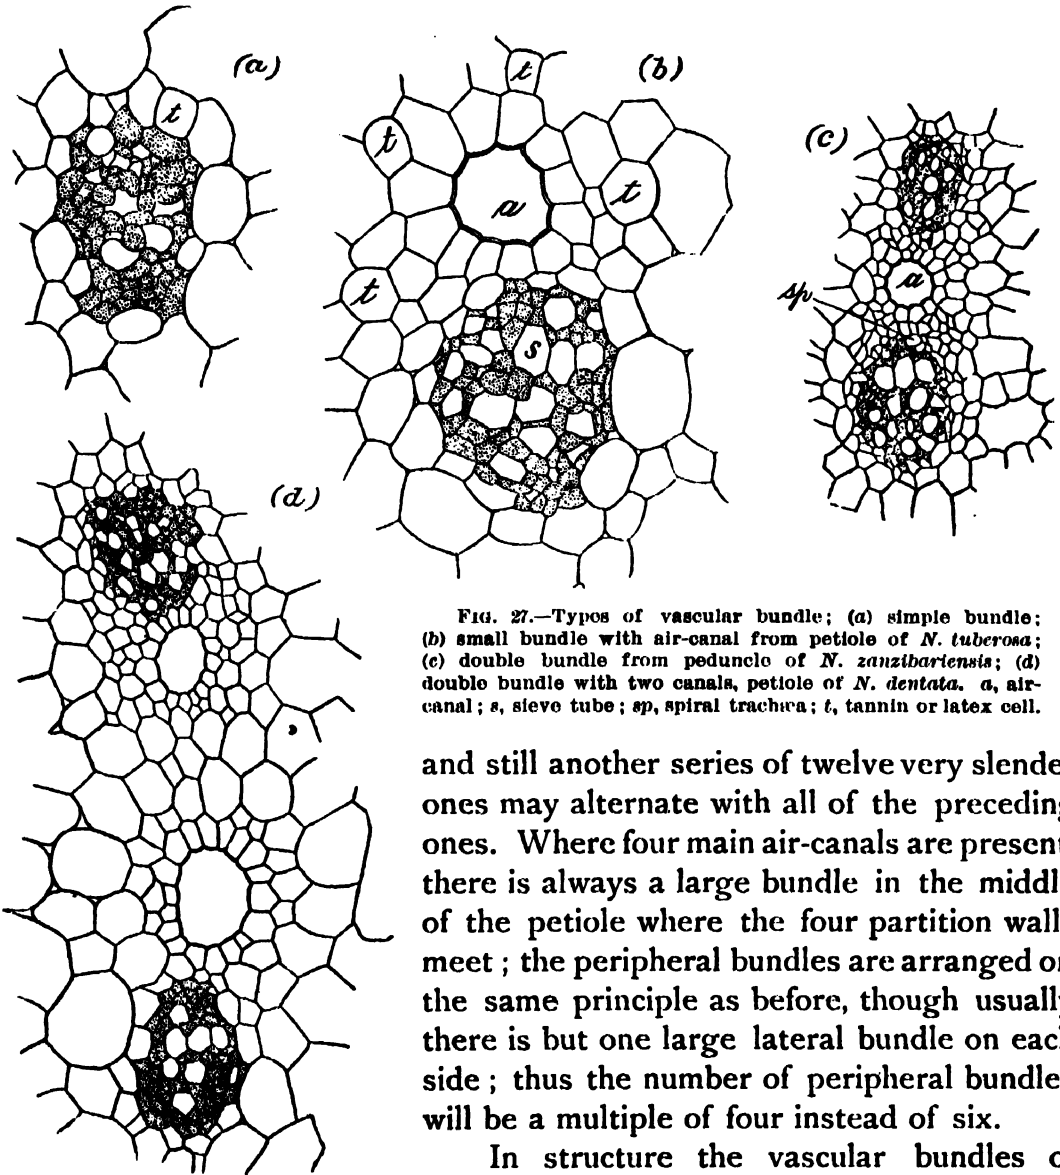 (a)
t
(b)
t
t
t
a
t
s
(c)
a
sp
(d)
FIG. 27.—Types of vascular bundle; (a) simple bundle;
(b) small bundle with air-canal from petiole of N. tuberosa;
(c) double bundle from peduncle of N. zanzibariensis; (d)
double bundle with two canals, petiole of N. dentata. a, air-
canal; s, sieve tube; sp, spiral trachæa; t, tannin or latex cell.
and still another series of twelve very slende
ones may alternate with all of the preceding
ones. Where four main air-canals are present
there is always a large bundle in the middl
of the petiole where the four partition wall
meet; the peripheral bundles are arranged or
the same principle as before, though usually
there is but one large lateral bundle on eacl
side; thus the number of peripheral bundle
will be a multiple of four instead of six.
In structure the vascular bundles o